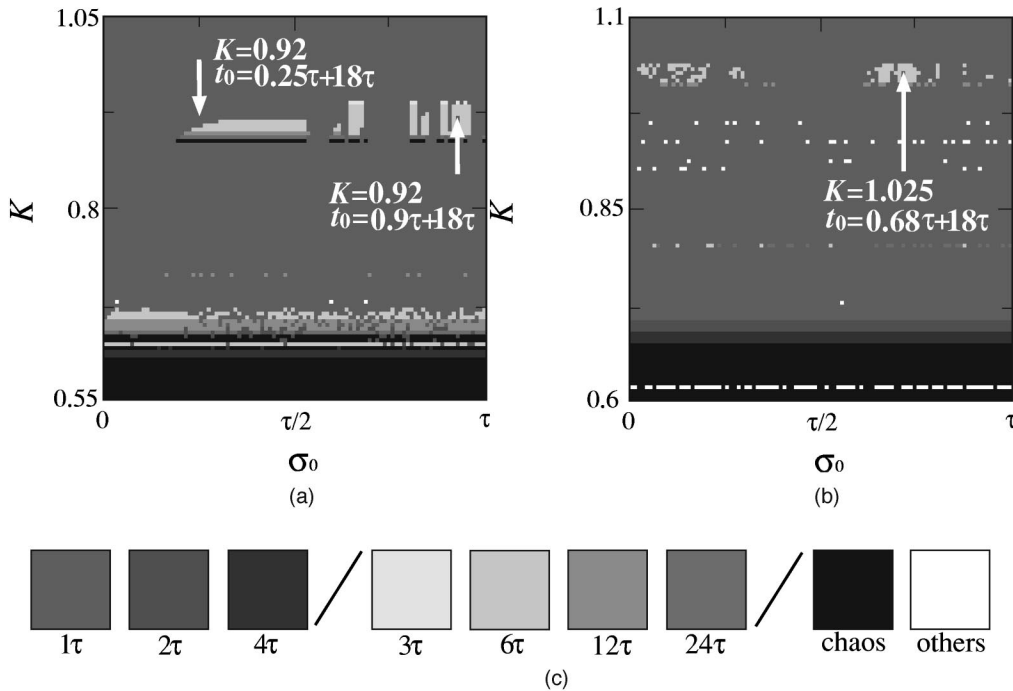 1.05
K=0.92
t₀=0.25τ+18τ
K=0.92
t₀=0.9τ+18τ
K
0.8
0.55
0
τ/2
τ
σ₀
(a)
1.1
K=1.025
t₀=0.68τ+18τ
K
0.85
0.6
0
τ/2
τ
σ₀
(b)
1τ
2τ
4τ
3τ
6τ
12τ
24τ
chaos
others
(c)